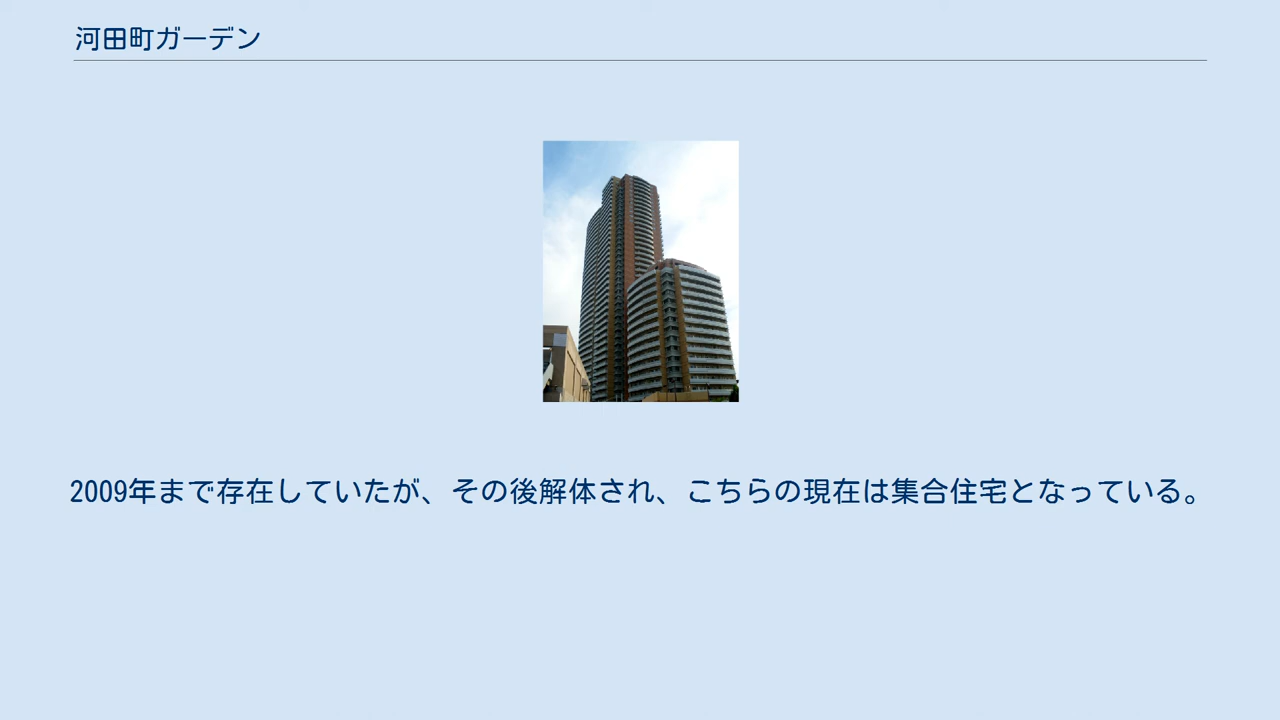 河田町ガーデン
2009年まで存在していたが、その後解体され、こちらの現在は集合住宅となっている。